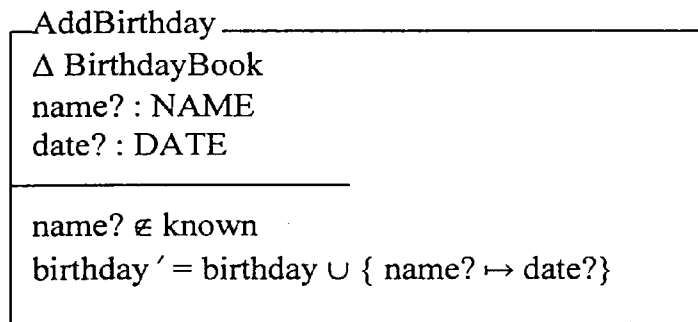 AddBirthday
Δ BirthdayBook
name? : NAME
date? : DATE
name? ∉ known
birthday ′ = birthday ∪ { name? ↦ date?}